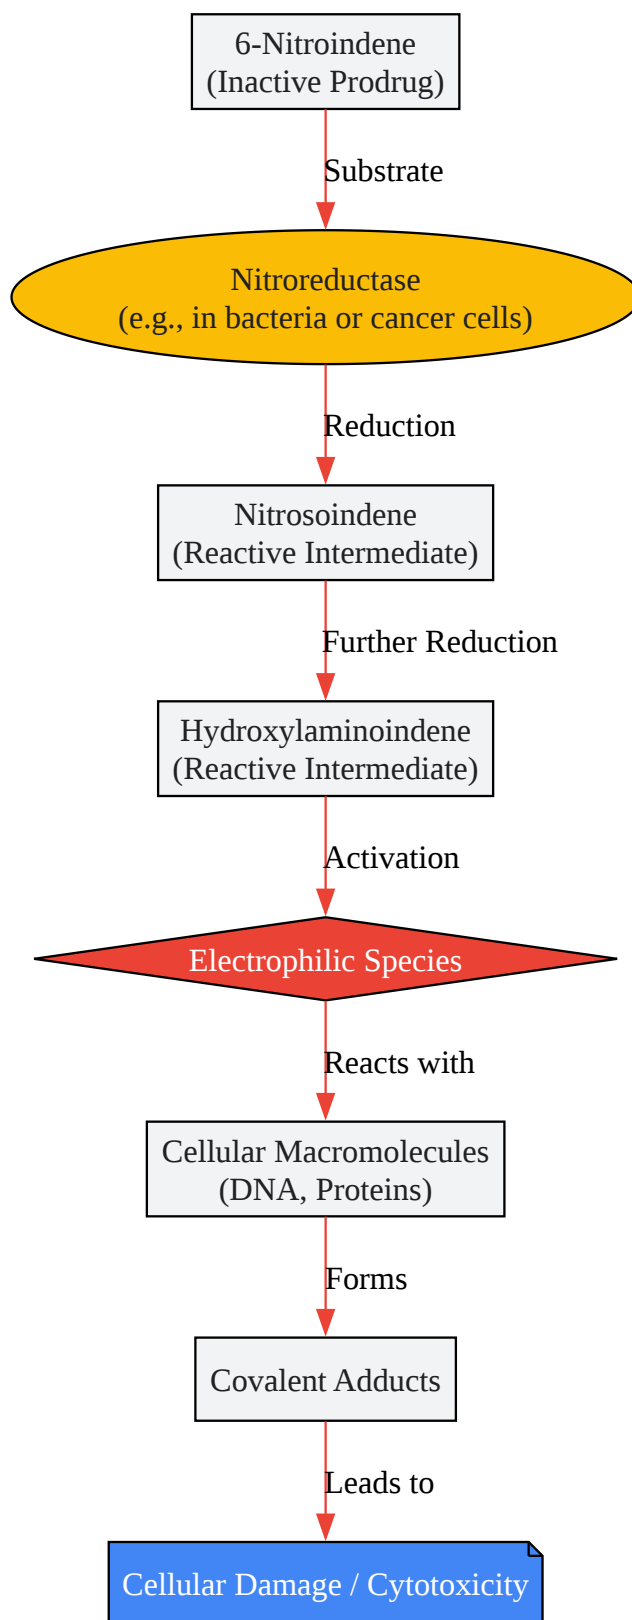 6-Nitroindene
(Inactive Prodrug)
Substrate
Nitroreductase
(e.g., in bacteria or cancer cells)
Reduction
Nitrosoindene
(Reactive Intermediate)
Further Reduction
Hydroxylaminoindene
(Reactive Intermediate)
Activation
Electrophilic Species
Reacts with
Cellular Macromolecules
(DNA, Proteins)
Forms
Covalent Adducts
Leads to
Cellular Damage / Cytotoxicity